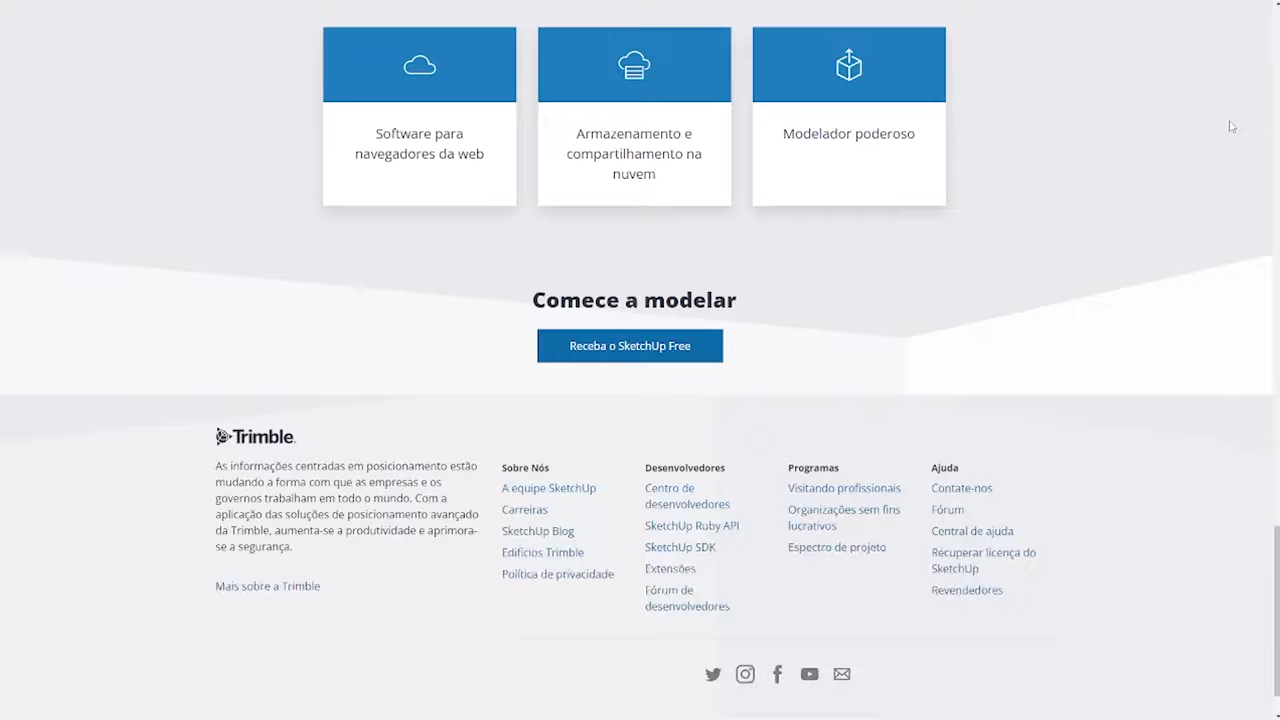 Software para
navegadores da web
Armazenamento e
compartilhamento na
nuvem
Modelador poderoso
Comece a modelar
Receba o SketchUp Free
Trimble
As informações centradas em posicionamento estão
mudando a forma com que as empresas e os
governos trabalham em todo o mundo. Com a
aplicação das soluções de posicionamento avançado
da Trimble, aumenta-se a produtividade e aprimora-
se a segurança.
Mais sobre a Trimble
Sobre Nós
A equipe SketchUp
Carreiras
SketchUp Blog
Edifícios Trimble
Política de privacidade
Desenvolvedores
Centro de
desenvolvedores
SketchUp Ruby API
SketchUp SDK
Extensões
Fórum de
desenvolvedores
Programas
Visitando profissionais
Organizações sem fins
lucrativos
Espectro de projeto
Ajuda
Contate-nos
Fórum
Central de ajuda
Recuperar licença do
SketchUp
Revendedores